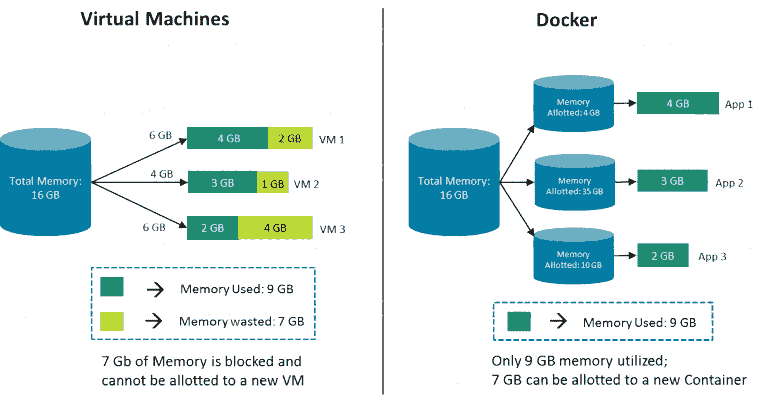 Virtual Machines
Total Memory:
16 GB
6 GB
4 GB
6 GB
4 GB
2 GB
VM 1
3 GB
1 GB
VM 2
2 GB
4 GB
VM 3
Memory Used: 9 GB
Memory wasted: 7 GB
7 Gb of Memory is blocked and
cannot be allotted to a new VM
Docker
Total Memory:
16 GB
Memory
Allotted: 4 GB
4 GB
App 1
Memory
Allotted: 35 GB
3 GB
App 2
Memory
Allotted: 10 GB
2 GB
App 3
Memory Used: 9 GB
Only 9 GB memory utilized;
7 GB can be allotted to a new Container